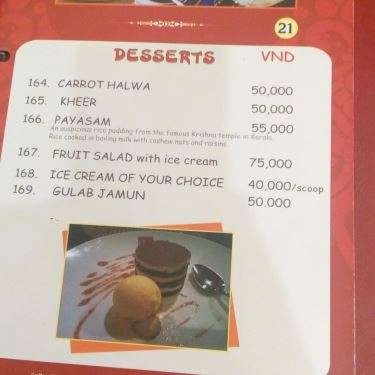 21
DESSERTS VND
164. CARROT HALWA 50,000
165. KHEER 50,000
166. PAYASAM 55,000
An auspicious rice pudding from the famous Krishna temple in Kerala.
Rice cooked in boiling milk with cashew nuts and raisins
167. FRUIT SALAD with ice cream 75,000
168. ICE CREAM OF YOUR CHOICE 40,000/scoop
169. GULAB JAMUN 50,000